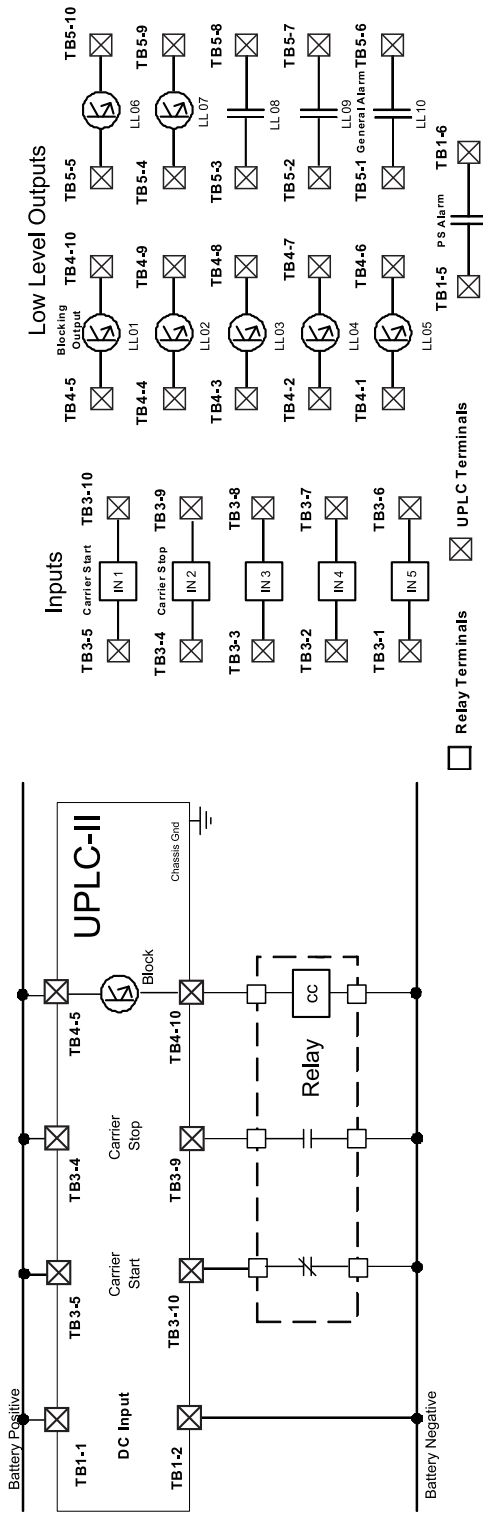 Battery Positive
TB1-1
TB3-5
TB3-4
TB4-5
UPLC-II
DC Input
Carrier
Start
Carrier
Stop
Block
Chassis Gnd
TB1-2
TB3-10
TB3-9
TB4-10
Relay
CC
Battery Negative
Inputs
TB3-5
Carrier Start
IN 1
TB3-10
TB3-4
Carrier Stop
IN 2
TB3-9
TB3-3
IN 3
TB3-8
TB3-2
IN 4
TB3-7
TB3-1
IN 5
TB3-6
Low Level Outputs
TB4-5
Blocking
Output
LL01
TB4-10
TB4-4
LL02
TB4-9
TB4-3
LL03
TB4-8
TB4-2
LL04
TB4-7
TB4-1
LL05
TB4-6
TB5-5
LL06
TB5-10
TB5-4
LL 07
TB5-9
TB5-3
LL 08
TB5-8
TB5-2
LL09
TB5-7
TB5-1
General Alarm
LL10
TB5-6
TB1-5
PS Alarm
TB1-6
Relay Terminals
UPLC Terminals